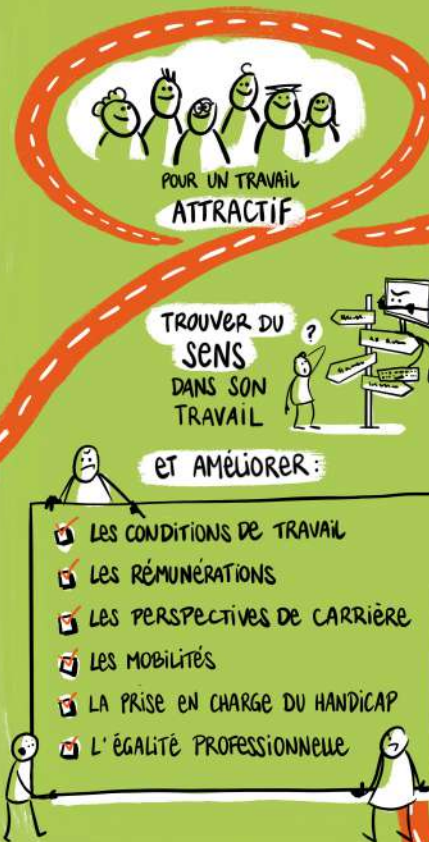 POUR UN TRAVAIL
ATTRACTIF
TROUVER DU
SENS
?
DANS SON
TRAVAIL
ET AMÉLIORER:
LES CONDITIONS DE TRAVAIL
LES RÉMUNÉRATIONS
LES PERSPECTIVES DE CARRIÈRE
LES MOBILITÉS
LA PRISE EN CHARGE DU HANDICAP
L'ÉGALITÉ PROFESSIONNELLE